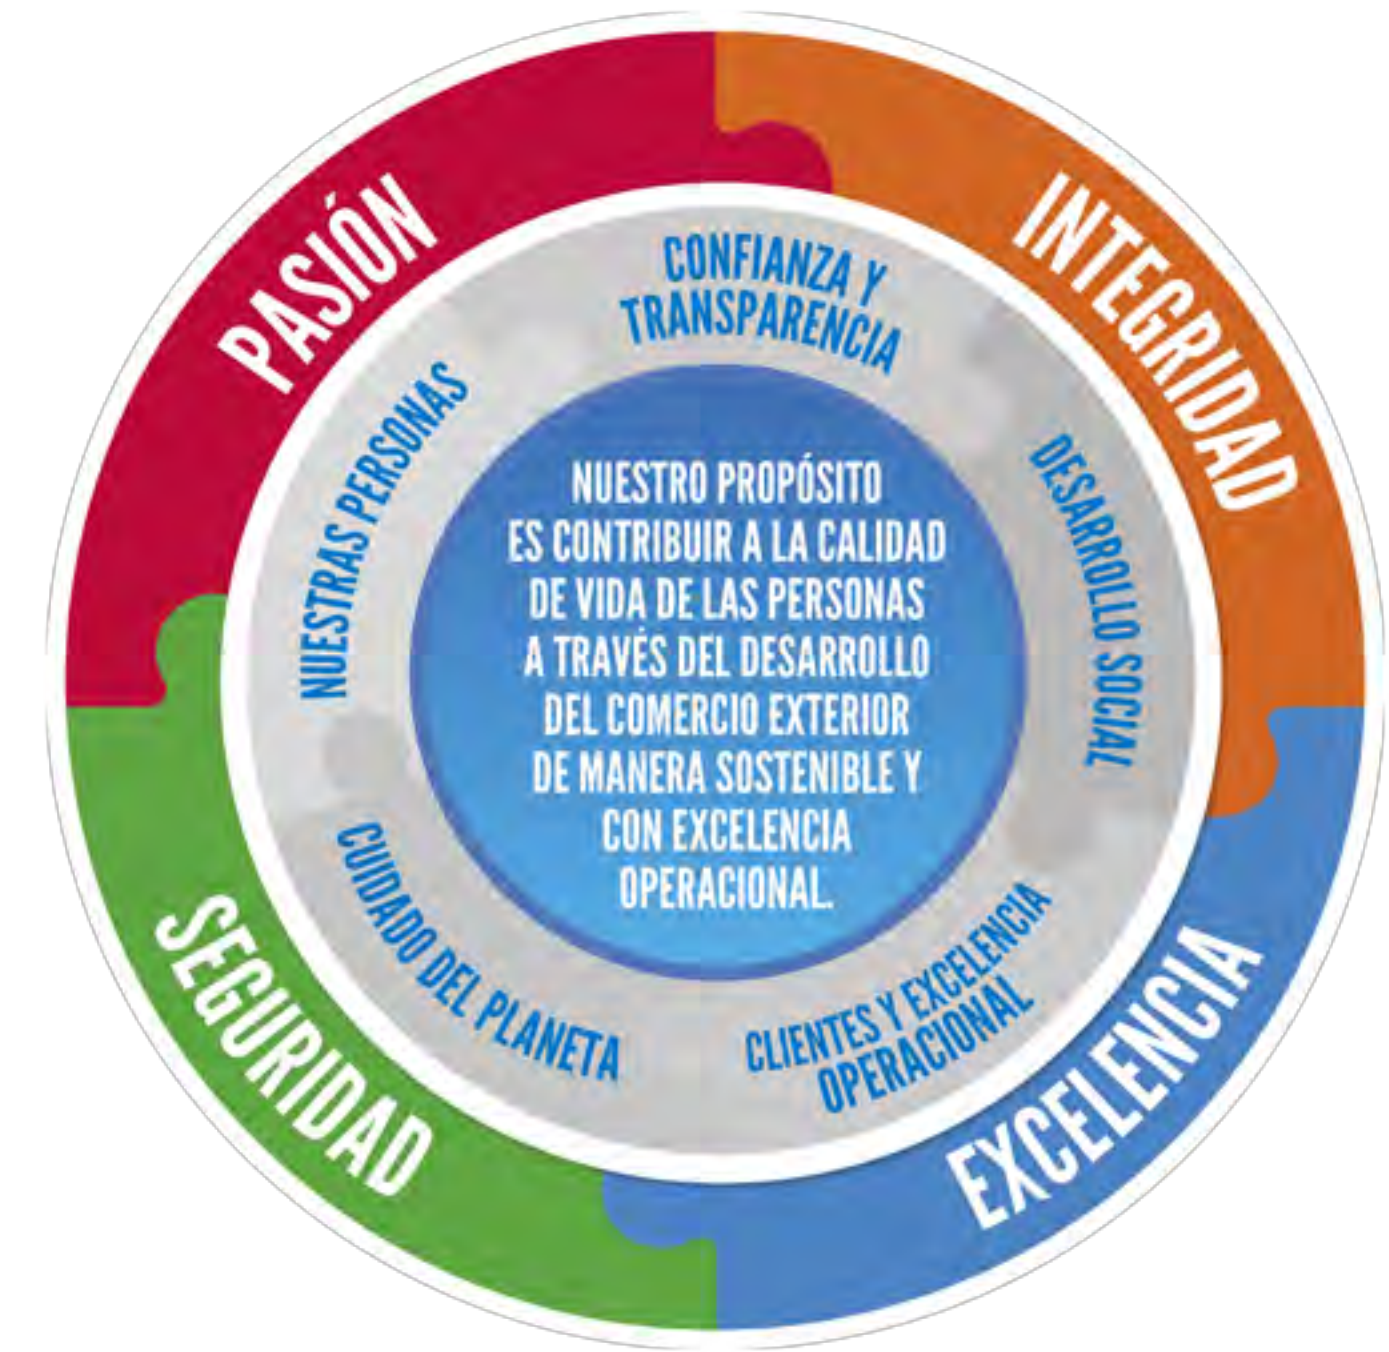 PASIÓN
INTEGRIDAD
CONFIANZA Y
TRANSPARENCIA
NUESTRAS PERSONAS
DESARROLLO SOCIAL
NUESTRO PROPÓSITO
ES CONTRIBUIR A LA CALIDAD
DE VIDA DE LAS PERSONAS
A TRAVÉS DEL DESARROLLO
DEL COMERCIO EXTERIOR
DE MANERA SOSTENIBLE Y
CON EXCELENCIA
OPERACIONAL.
CUIDADO DEL PLANETA
CLIENTES Y EXCELENCIA
OPERACIONAL
SEGURIDAD
EXCELENCIA